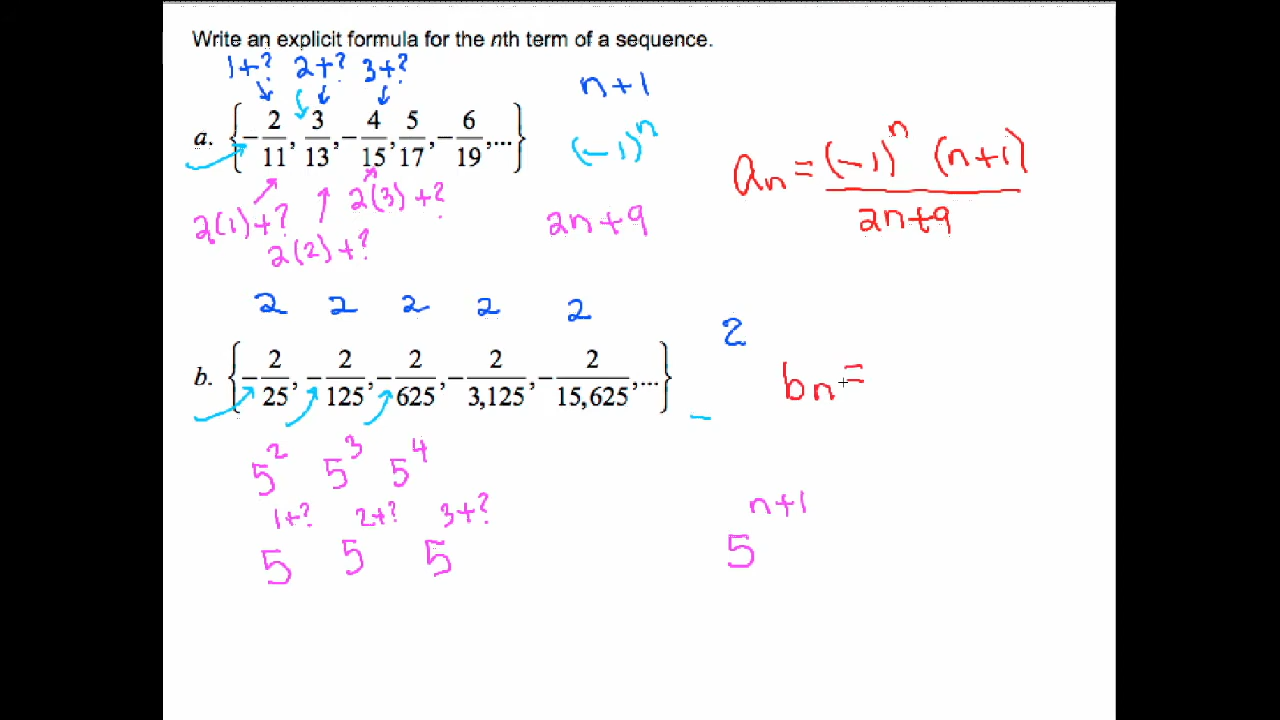 Write an explicit formula for the nth term of a sequence.
1+? 2+? 3+? n+1
a. {-2/11, 3/13, -4/15, 5/17, -6/19, ...} (-1)^n a_n = (-1)^n (n+1) / 2n+9
2(1)+? 2(2)+? 2(3)+? 2n+9
2 2 2 2 2 2
b. {-2/25, -2/125, -2/625, -2/3,125, -2/15,625, ...} - b_n =
5^2 5^3 5^4
5^1+? 5^2+? 5^3+? 5^n+1